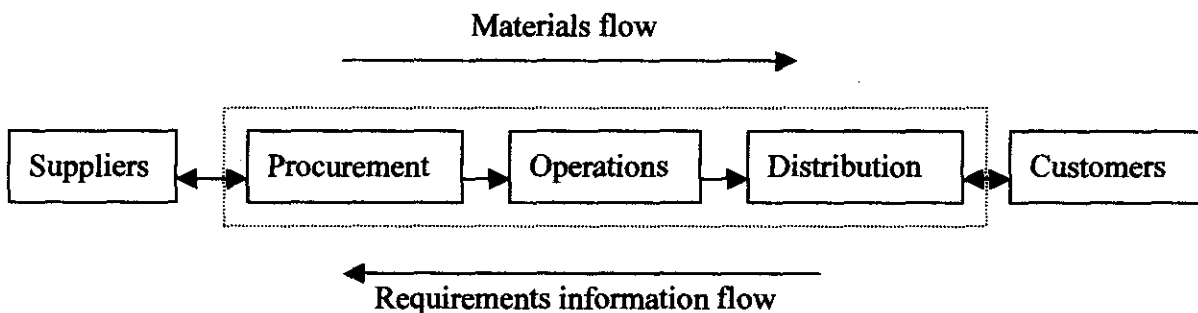 Materials flow
Suppliers Procurement Operations Distribution Customers
Requirements information flow